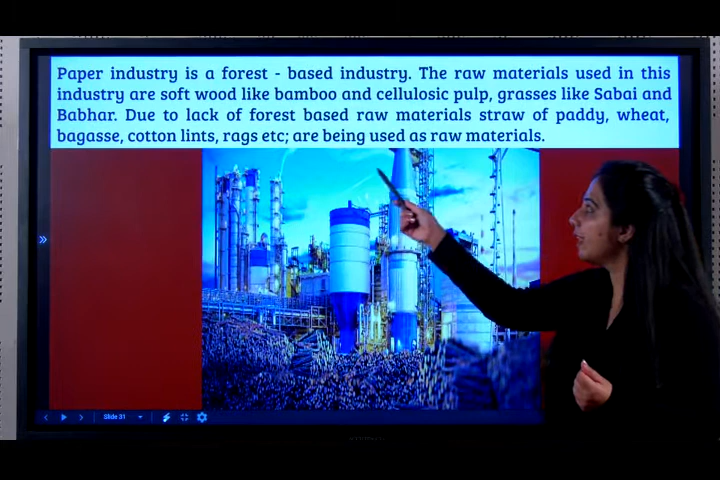 Paper industry is a forest - based industry. The raw materials used in this
industry are soft wood like bamboo and cellulosic pulp, grasses like Sabai and
Babhar. Due to lack of forest based raw materials straw of paddy, wheat,
bagasse, cotton lints, rags etc; are being used as raw materials.
Slide 31